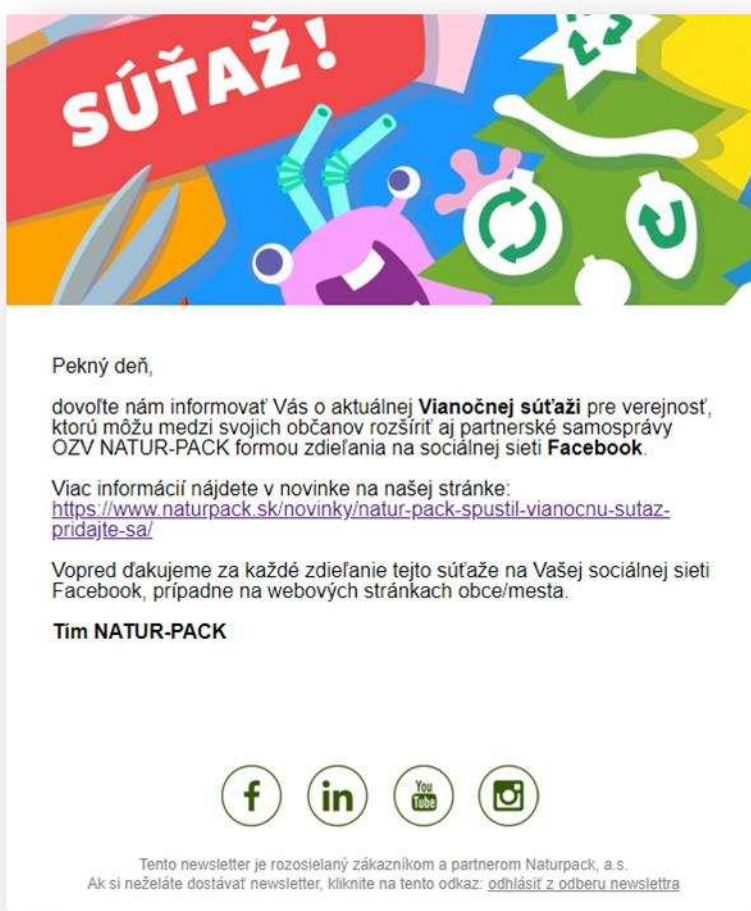 SÚŤAŽ!
Pekný deň,
dovoľte nám informovať Vás o aktuálnej Vianočnej súťaži pre verejnosť,
ktorú môžu medzi svojich občanov rozšíriť aj partnerské samosprávy
OZV NATUR-PACK formou zdieľania na sociálnej sieti Facebook.
Viac informácií nájdete v novinke na našej stránke:
https://www.naturpack.sk/novinky/natur-pack-spustil-vianocnu-sutaz-
pridajte-sa/
Vopred ďakujeme za každé zdieľanie tejto súťaže na Vašej sociálnej sieti
Facebook, prípadne na webových stránkach obce/mesta.
Tím NATUR-PACK
f in You Tube
Tento newsletter je rozosielaný zákazníkom a partnerom Naturpack, a.s.
Ak si neželáte dostávať newsletter, kliknite na tento odkaz: odhlásiť z odberu newslettra